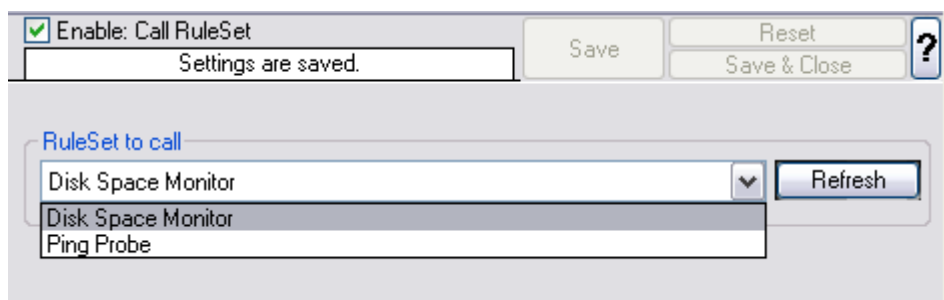 Enable: Call RuleSet
Settings are saved.
Save
Reset
Save & Close
?
RuleSet to call
Disk Space Monitor
Refresh
Disk Space Monitor
Ping Probe